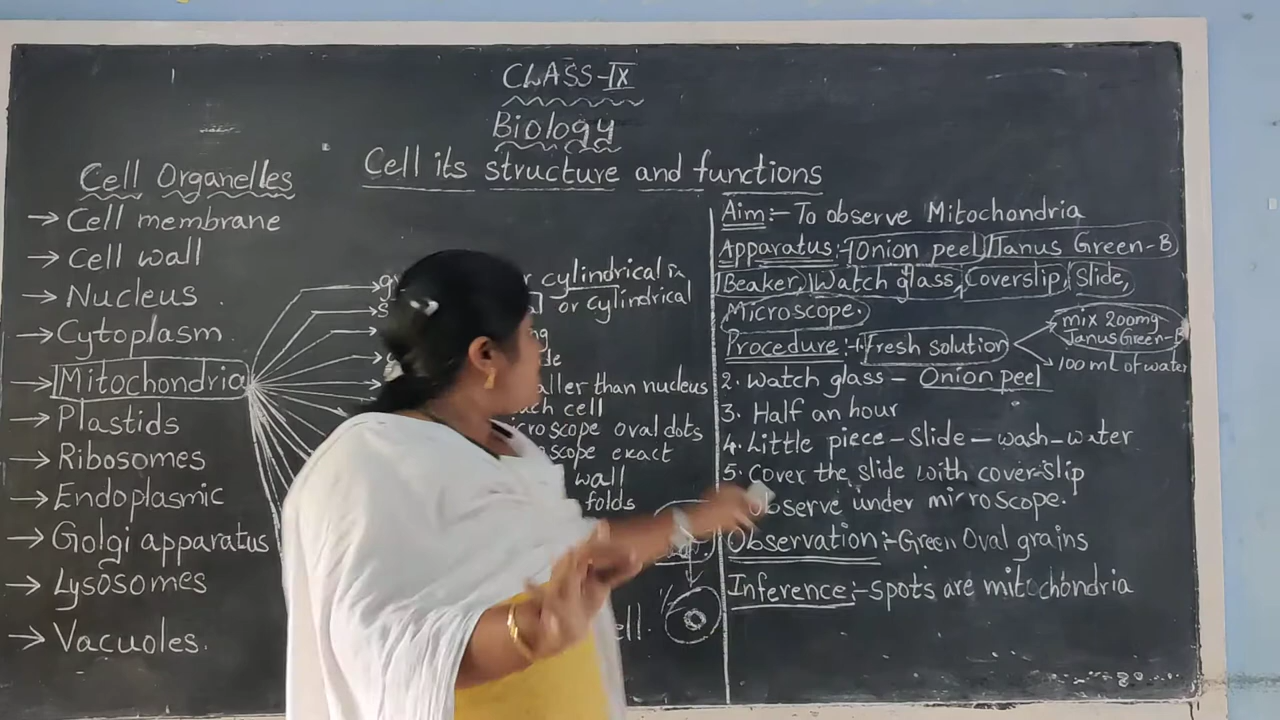 CLASS-IX
Biology
Cell its structure and functions
Cell Organelles
→ Cell membrane
→ Cell wall
→ Nucleus
→ Cytoplasm
→ Mitochondria
→ Plastids
→ Ribosomes
→ Endoplasmic
→ Golgi apparatus
→ Lysosomes
→ Vacuoles
cylindrical in
or cylindrical
than nucleus
cell
oval dots
exact
wall
folds
Aim:- To observe Mitochondria
Apparatus:- Onion peel, Janus Green-B
Beaker, Watch glass, Coverslip, Slide,
Microscope.
Procedure:- 1. Fresh solution
mix 200mg
Janus Green-B
100 mL of water
2. Watch glass - Onion peel
3. Half an hour
4. Little piece - Slide - wash - water
5. Cover the slide with cover-slip
Observe under microscope.
Observation:- Green Oval grains
Inference:- spots are mitochondria